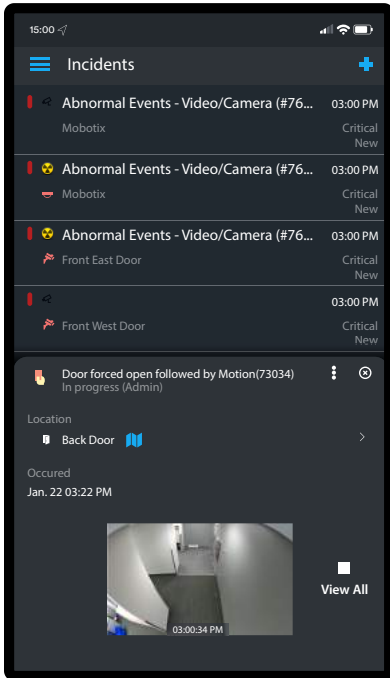 15:00
Incidents
Abnormal Events - Video/Camera (#76... 03:00 PM
Mobotix Critical
New
Abnormal Events - Video/Camera (#76... 03:00 PM
Mobotix Critical
New
Abnormal Events - Video/Camera (#76... 03:00 PM
Front East Door Critical
New
03:00 PM
Front West Door Critical
New
Door forced open followed by Motion(73034)
In progress (Admin)
Location
Back Door
Occured
Jan. 22 03:22 PM
03:00:34 PM
View All